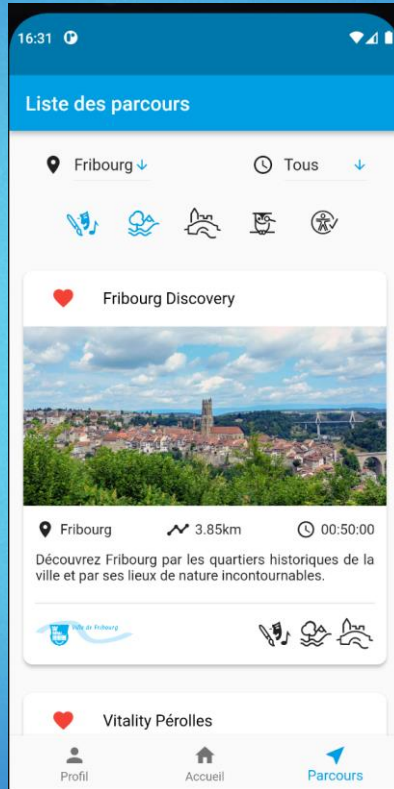 16:31
Liste des parcours
Fribourg
Tous
Fribourg Discovery
Fribourg
3.85km
00:50:00
Découvrez Fribourg par les quartiers historiques de la
ville et par ses lieux de nature incontournables.
Ville de Fribourg
Vitality Pérolles
Profil
Accueil
Parcours